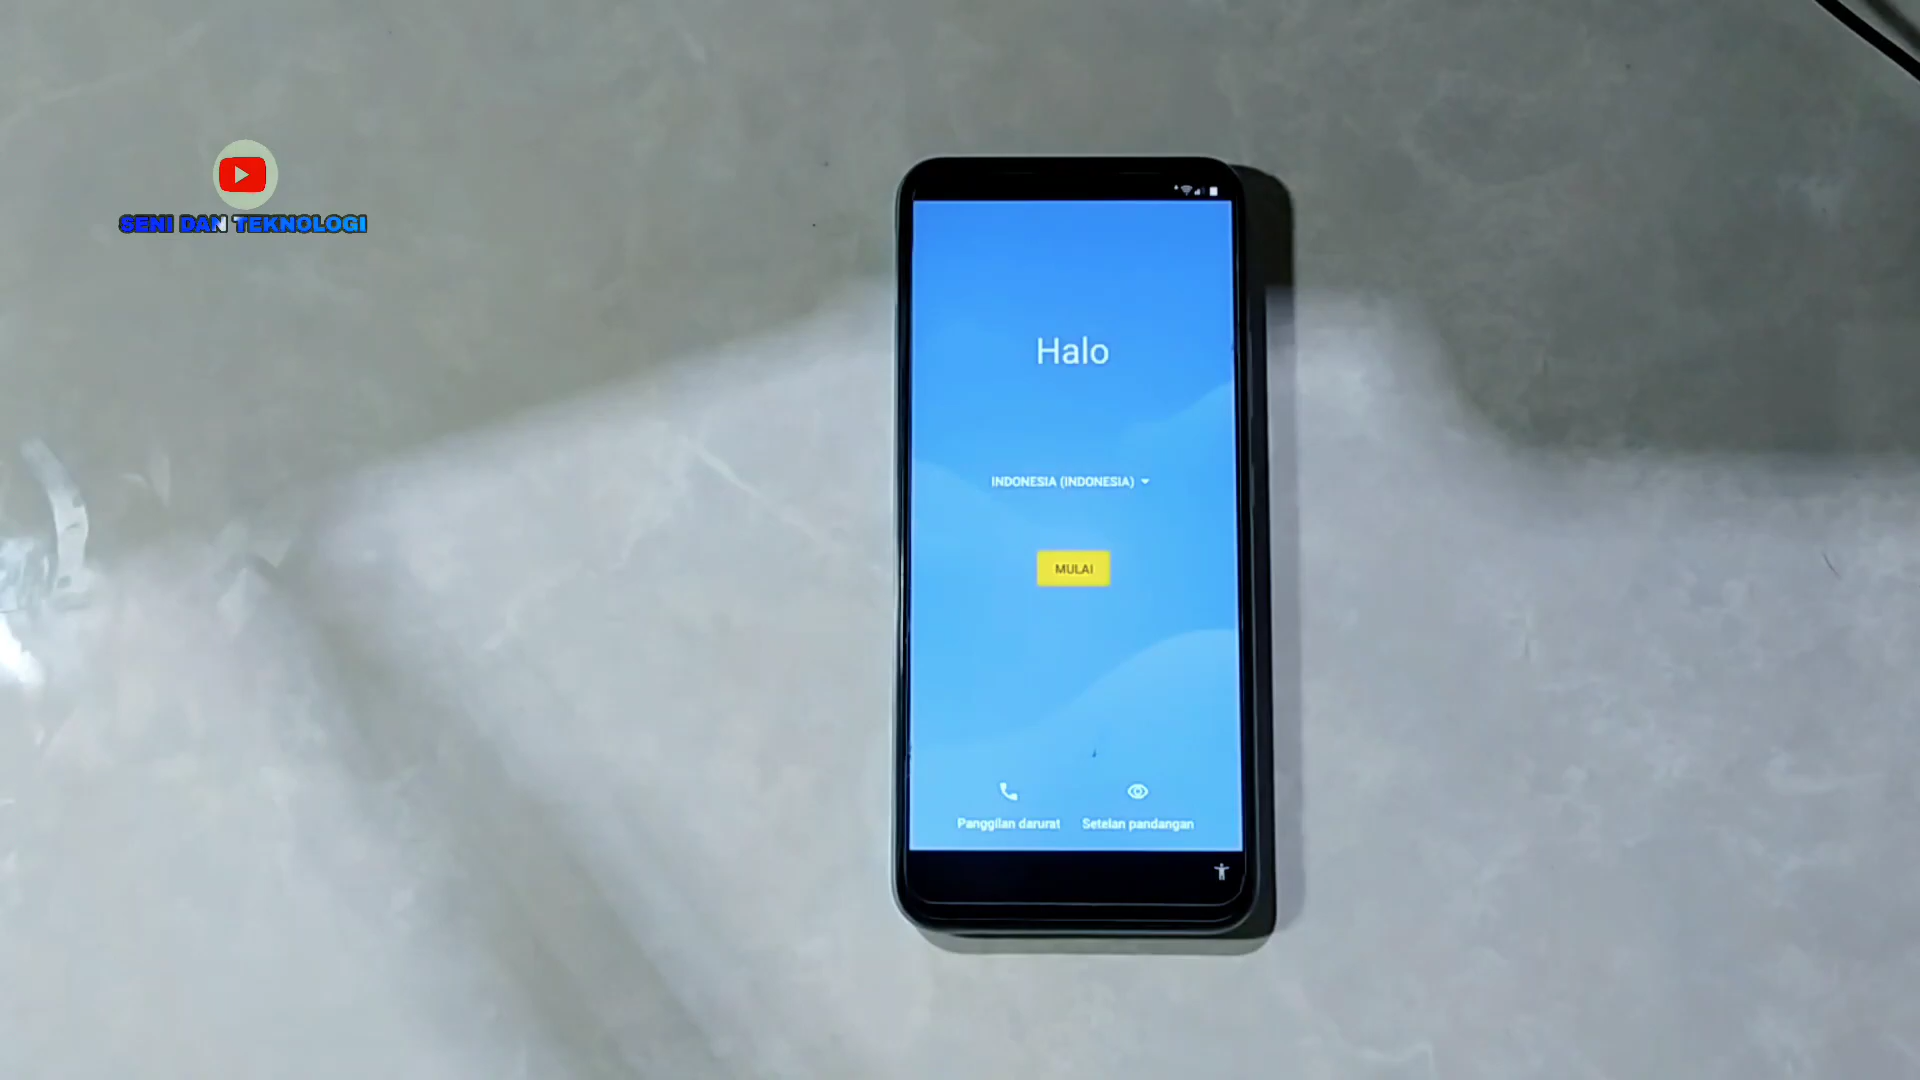 SENI DAN TEKNOLOGI
Halo
INDONESIA (INDONESIA)
MULAI
Panggilan darurat
Setelan pandangan